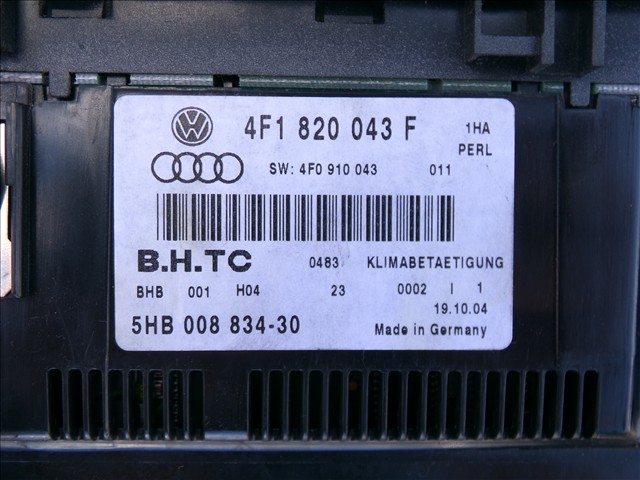 4F1 820 043 F 1HA
PERL
SW: 4F0 910 043 011
B.H.TC 0483 KLIMABETAETIGUNG
BHB 001 H04 23 0002 I 1
19.10.04
5HB 008 834-30 Made in Germany